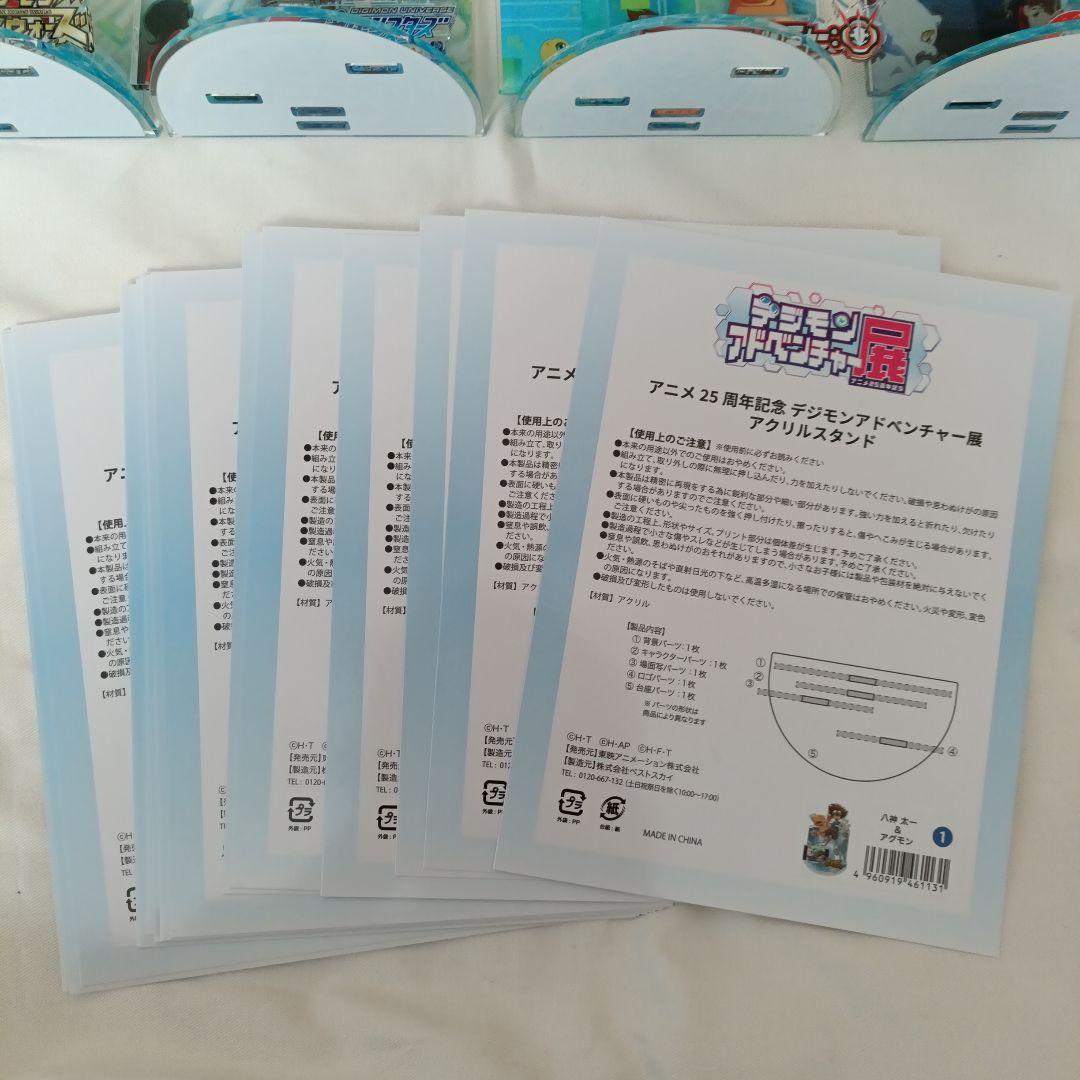 ウォーズ
DIGIMON UNIVERSE
デジモン
アドベンチャー展
アニメ25周年記念
アニメ 25 周年記念 デジモンアドベンチャー展
アクリルスタンド
【使用上のご注意】※使用前に必ずお読みください
●本来の用途以外でのご使用はおやめください。
●組み立て、取り外しの際に無理に押し込んだり、力を加えたりしないでください。破損や思わぬけがの原因
になります。
●本製品は精密に再現をする為に鋭利な部分や細い部分があります。強い力を加えると折れたり、欠けたり
する場合がありますのでご注意ください。
●表面に硬いものや尖ったものを強く押し付けたり、擦ったりすると、傷やへこみが生じる場合があります。
ご注意ください。
●製造の工程上、形状やサイズ、プリント部分は個体差が生じます。予めご了承ください。
●製造過程で小さな傷やスレなどが生じてしまう場合があります。予めご了承ください。
●窒息や誤飲、思わぬけがのおそれがありますので、小さなお子様には製品や包装材を絶対に与えないでく
ださい。
●火気・熱源のそばや直射日光の下など、高温多湿になる場所での保管はおやめください。火災や変形、変色
の原因になります。
●破損及び変形したものは使用しないでください。
【材質】アクリル
【製品内容】
① 背景パーツ：1枚
② キャラクターパーツ：1枚
③ 場面写パーツ：1枚
④ ロゴパーツ：1枚
⑤ 台座パーツ：1枚
※ パーツの形状は
商品により異なります
①
②
③
④
⑤
©H・T ©H・AP ©H・F・T
【発売元】東映アニメーション株式会社
【製造元】株式会社ベストスカイ
TEL： 0120-667-132 （土日祝祭日を除く10:00～17:00）
プラ
外袋：PP
紙
台紙：紙
MADE IN CHINA
八神 太一
&
アグモン
1
4 960919 461131